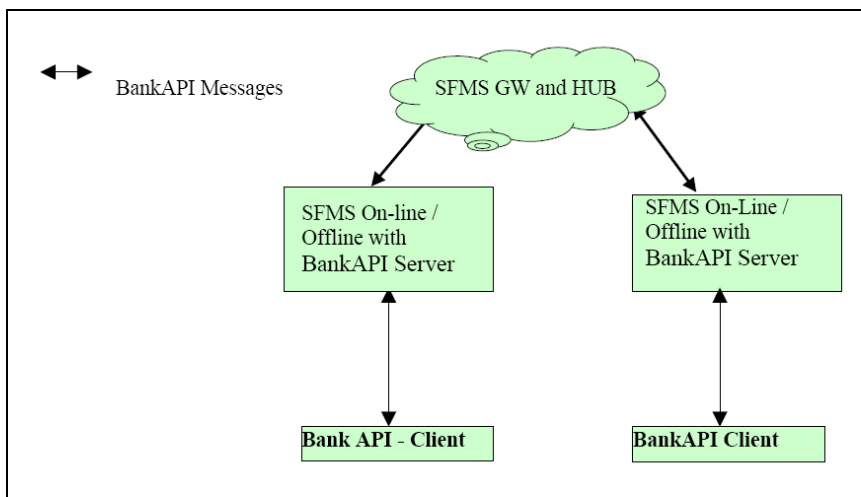 BankAPI Messages
SFMS GW and HUB
SFMS On-line /
Offline with
BankAPI Server
SFMS On-Line /
Offline with
BankAPI Server
Bank API - Client
BankAPI Client